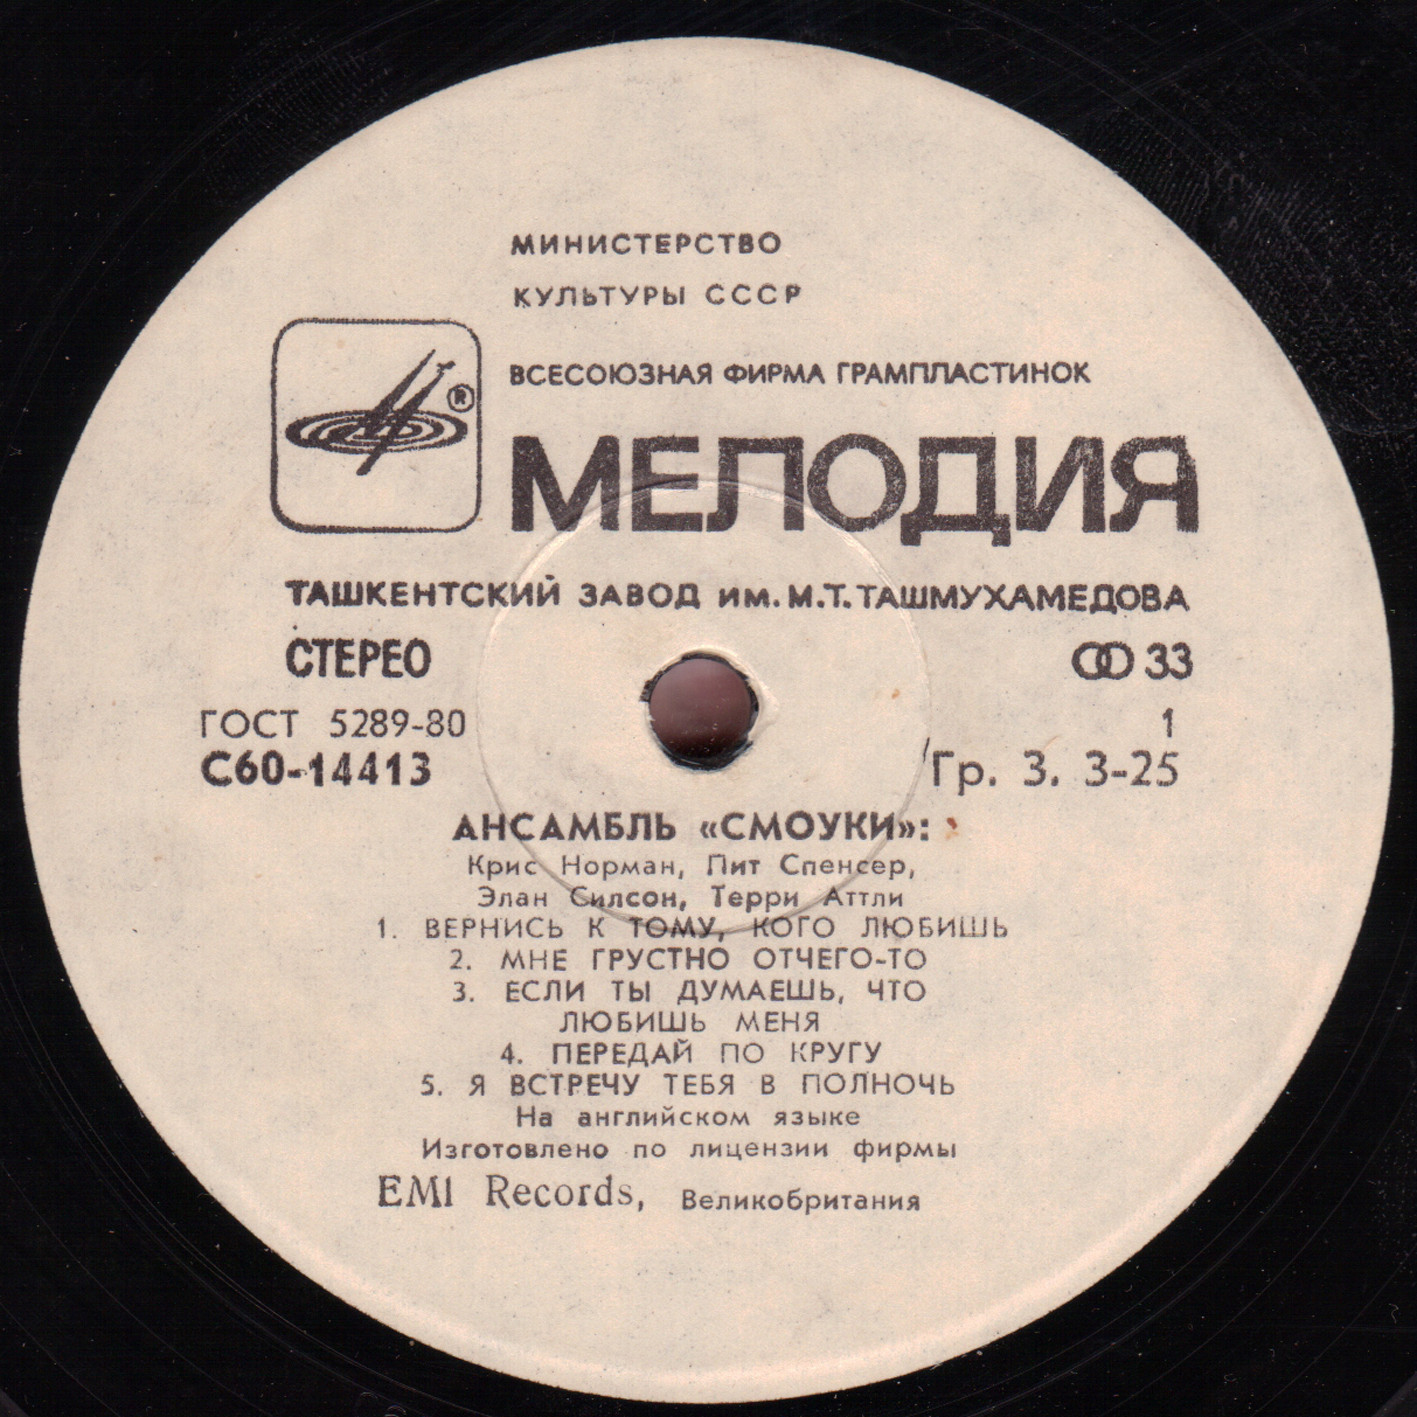 МИНИСТЕРСТВО
КУЛЬТУРЫ СССР
ВСЕСОЮЗНАЯ ФИРМА ГРАМПЛАСТИНОК
®
МЕЛОДИЯ
ТАШКЕНТСКИЙ ЗАВОД им. М.Т. ТАШМУХАМЕДОВА
СТЕРЕО 33
ГОСТ 5289-80 1
С60-14413 Гр. 3. 3-25
АНСАМБЛЬ «СМОУКИ»:
Крис Норман, Пит Спенсер,
Элан Силсон, Терри Аттли
1. ВЕРНИСЬ К ТОМУ, КОГО ЛЮБИШЬ
2. МНЕ ГРУСТНО ОТЧЕГО-ТО
3. ЕСЛИ ТЫ ДУМАЕШЬ, ЧТО
ЛЮБИШЬ МЕНЯ
4. ПЕРЕДАЙ ПО КРУГУ
5. Я ВСТРЕЧУ ТЕБЯ В ПОЛНОЧЬ
На английском языке
Изготовлено по лицензии фирмы
EMI Records, Великобритания